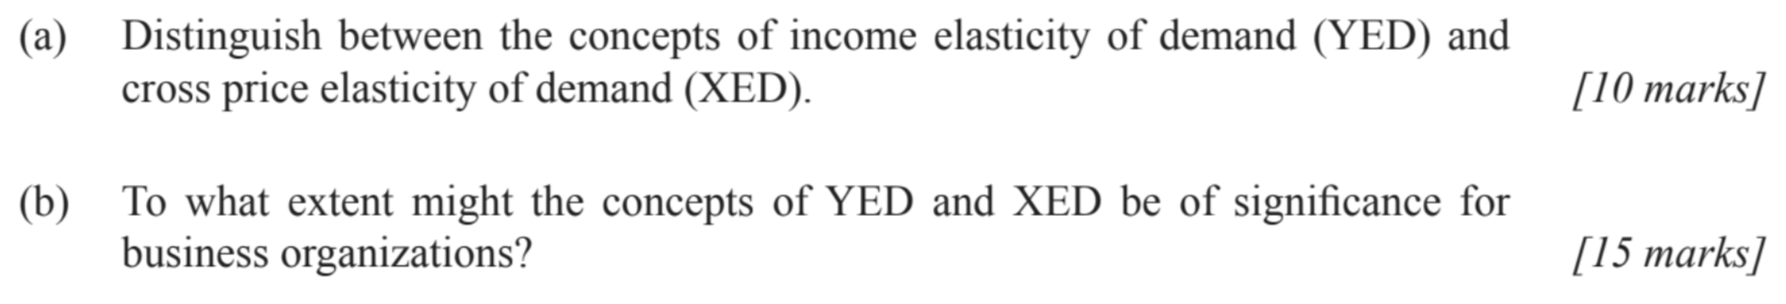 (a) Distinguish between the concepts of income elasticity of demand (YED) and
cross price elasticity of demand (XED). [10 marks]
(b) To what extent might the concepts of YED and XED be of significance for
business organizations? [15 marks]